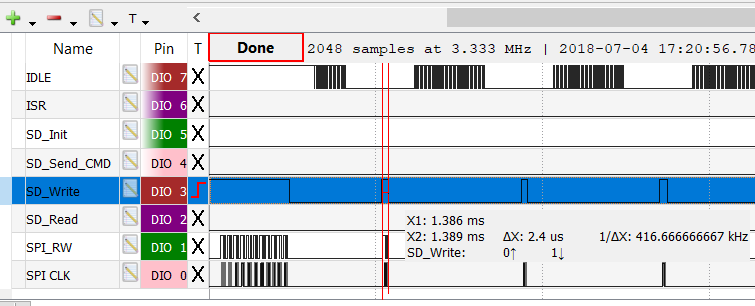 T
Name Pin T Done 2048 samples at 3.333 MHz | 2018-07-04 17:20:56.78
IDLE DIO 7 X
ISR DIO 6 X
SD_Init DIO 5 X
SD_Send_CMD DIO 4 X
SD_Write DIO 3
SD_Read DIO 2 X
X1: 1.386 ms
SPI_RW DIO 1 X
X2: 1.389 ms ΔX: 2.4 us 1/ΔX: 416.666666667 kHz
SD_Write: 0↑ 1↓
SPI CLK DIO 0 X